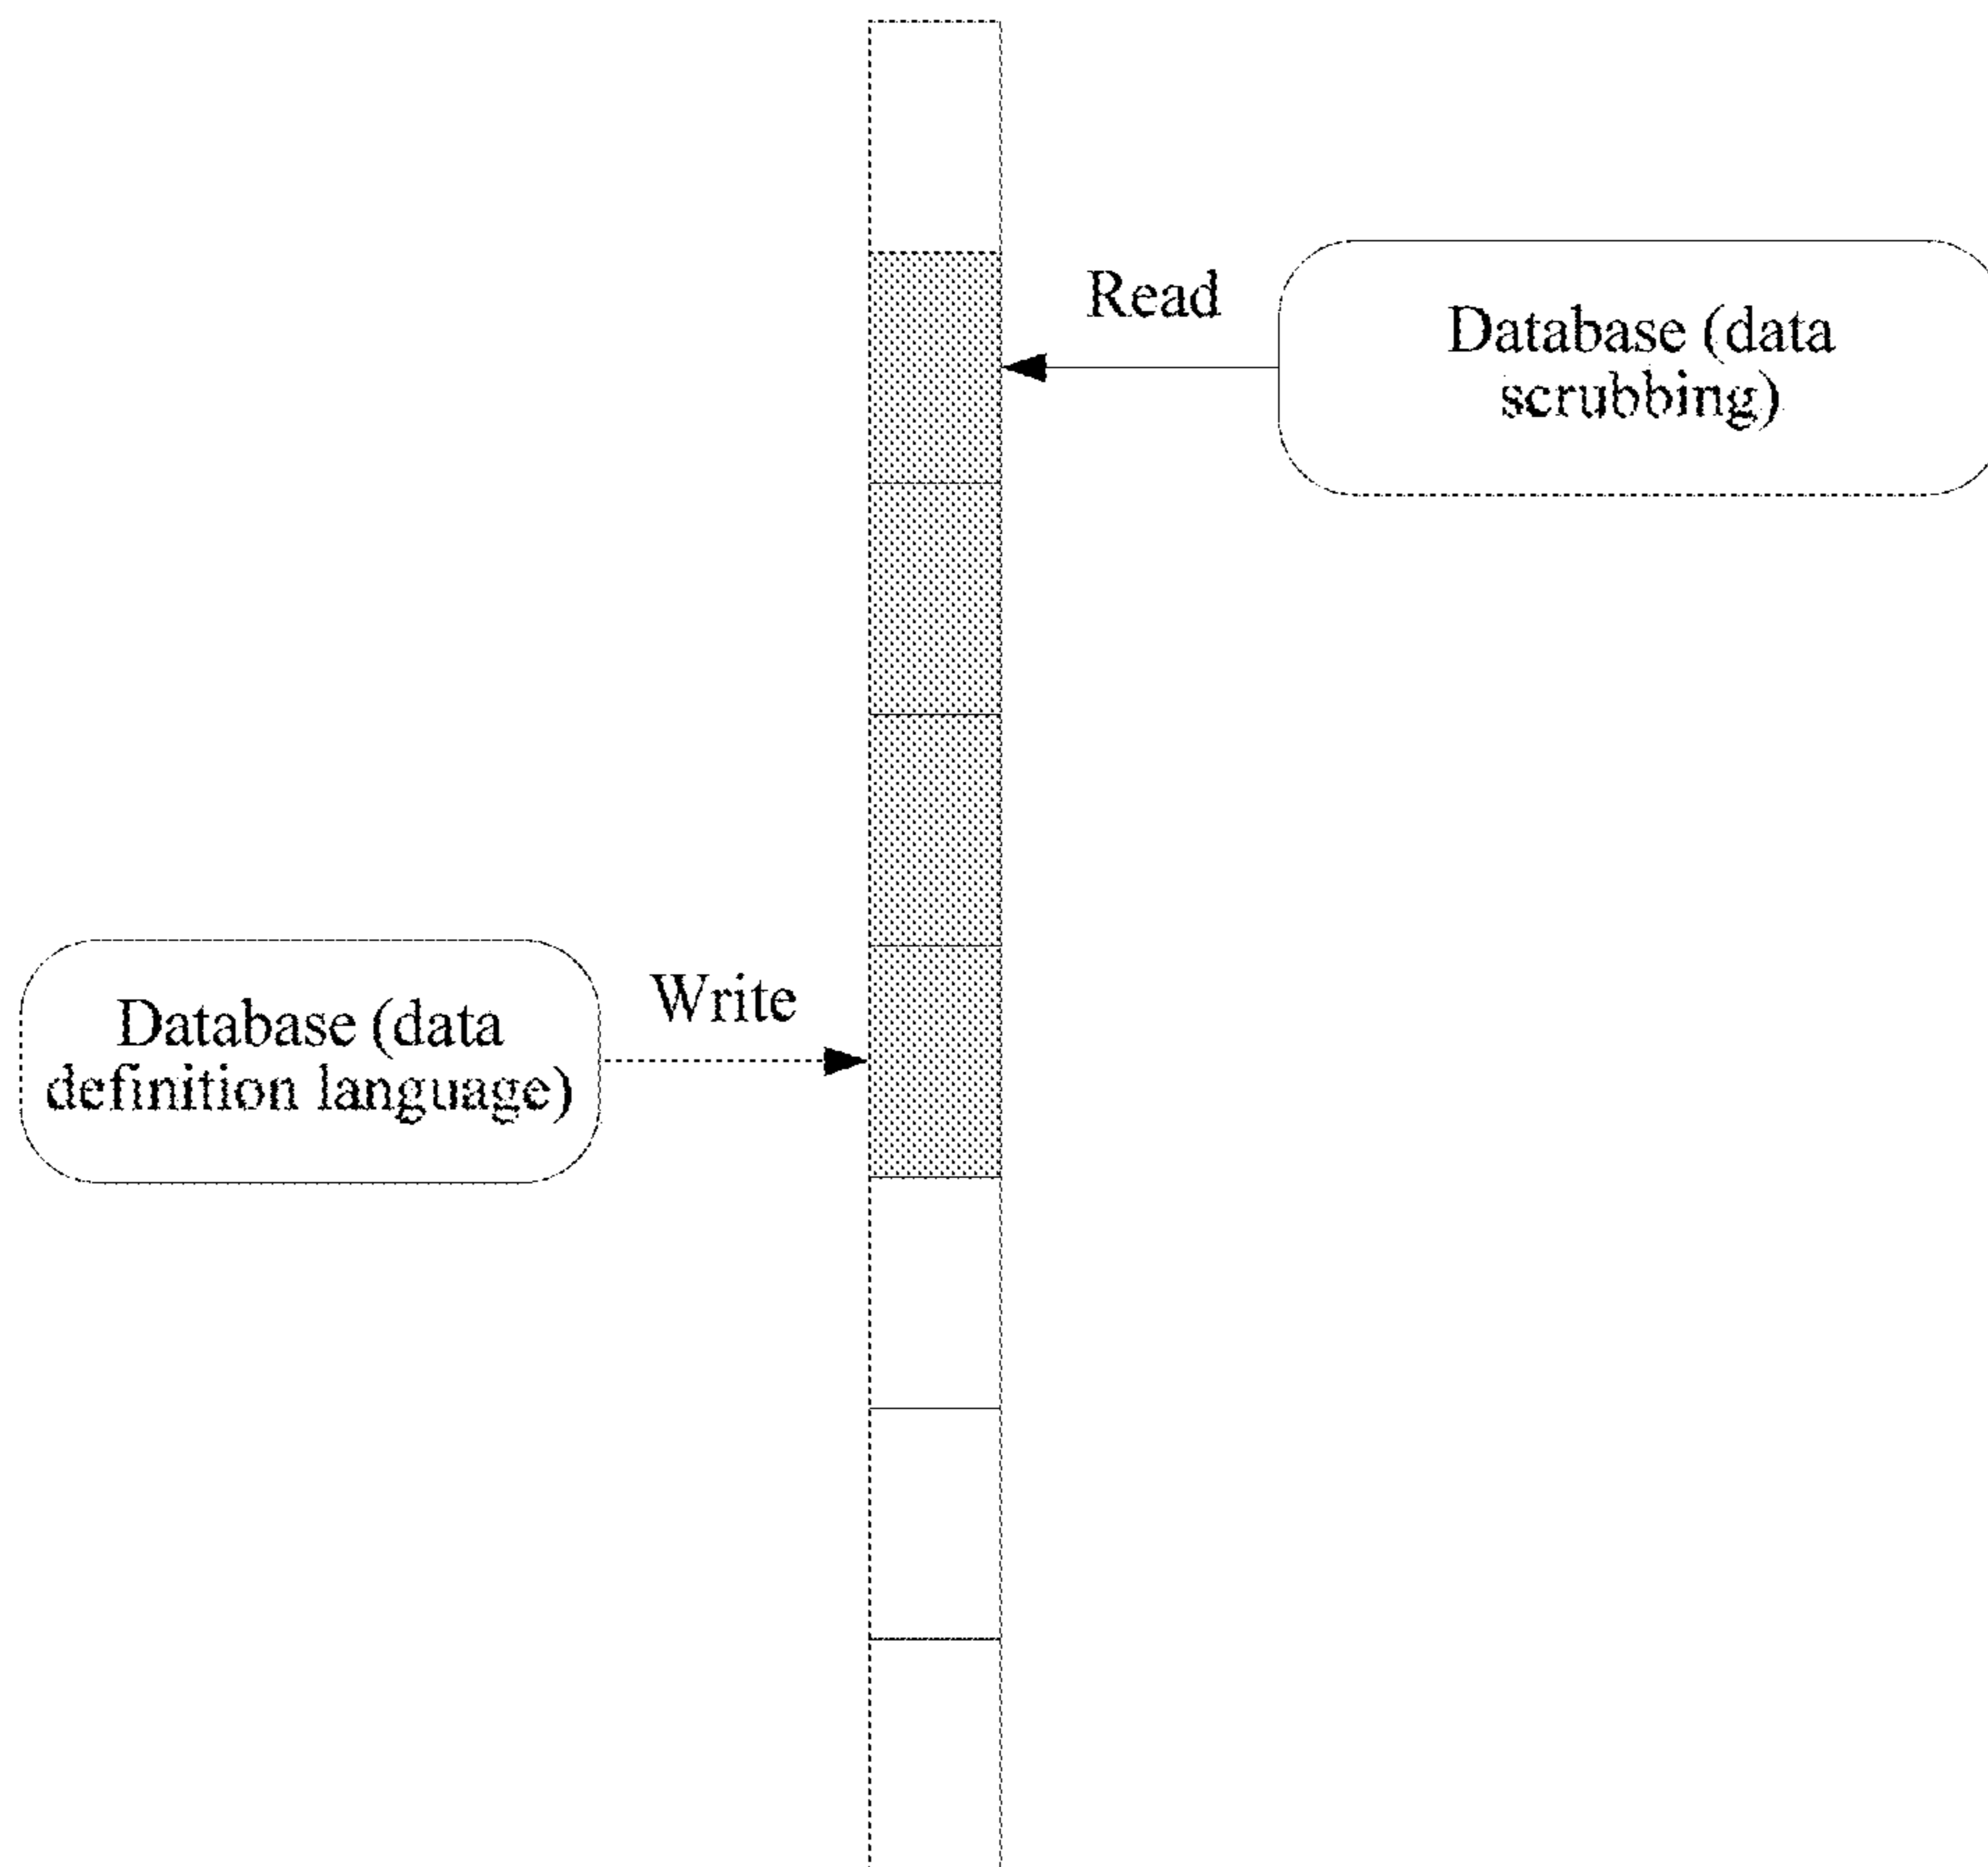 Read
Database (data
scrubbing)
Write
Database (data
definition language)